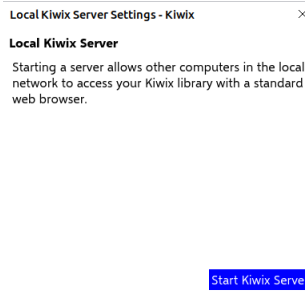 Local Kiwix Server Settings - Kiwix
Local Kiwix Server
Starting a server allows other computers in the local
network to access your Kiwix library with a standard
web browser.
Start Kiwix Serve